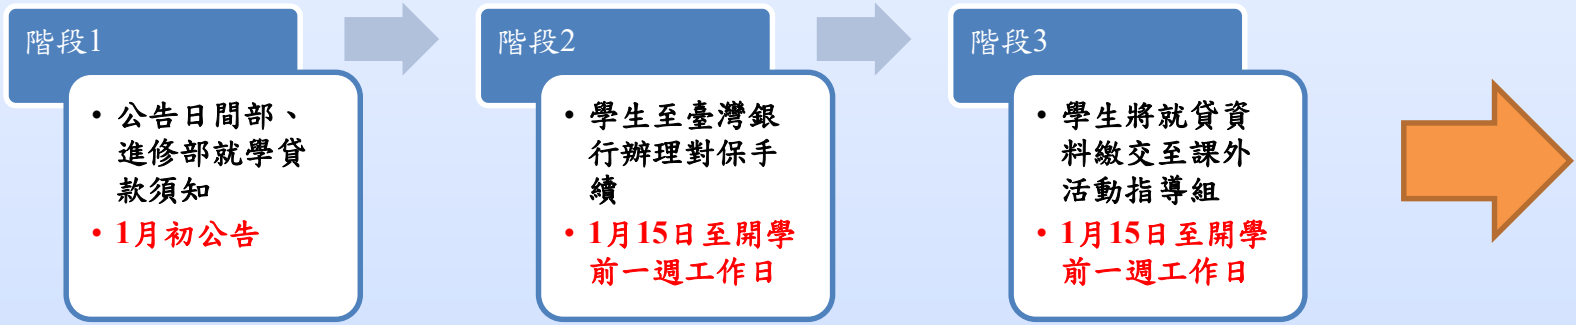 階段1
• 公告日間部、
進修部就學貸
款須知
• 1月初公告
階段2
• 學生至臺灣銀
行辦理對保手
續
• 1月15日至開學
前一週工作日
階段3
• 學生將就貸資
料繳交至課外
活動指導組
• 1月15日至開學
前一週工作日